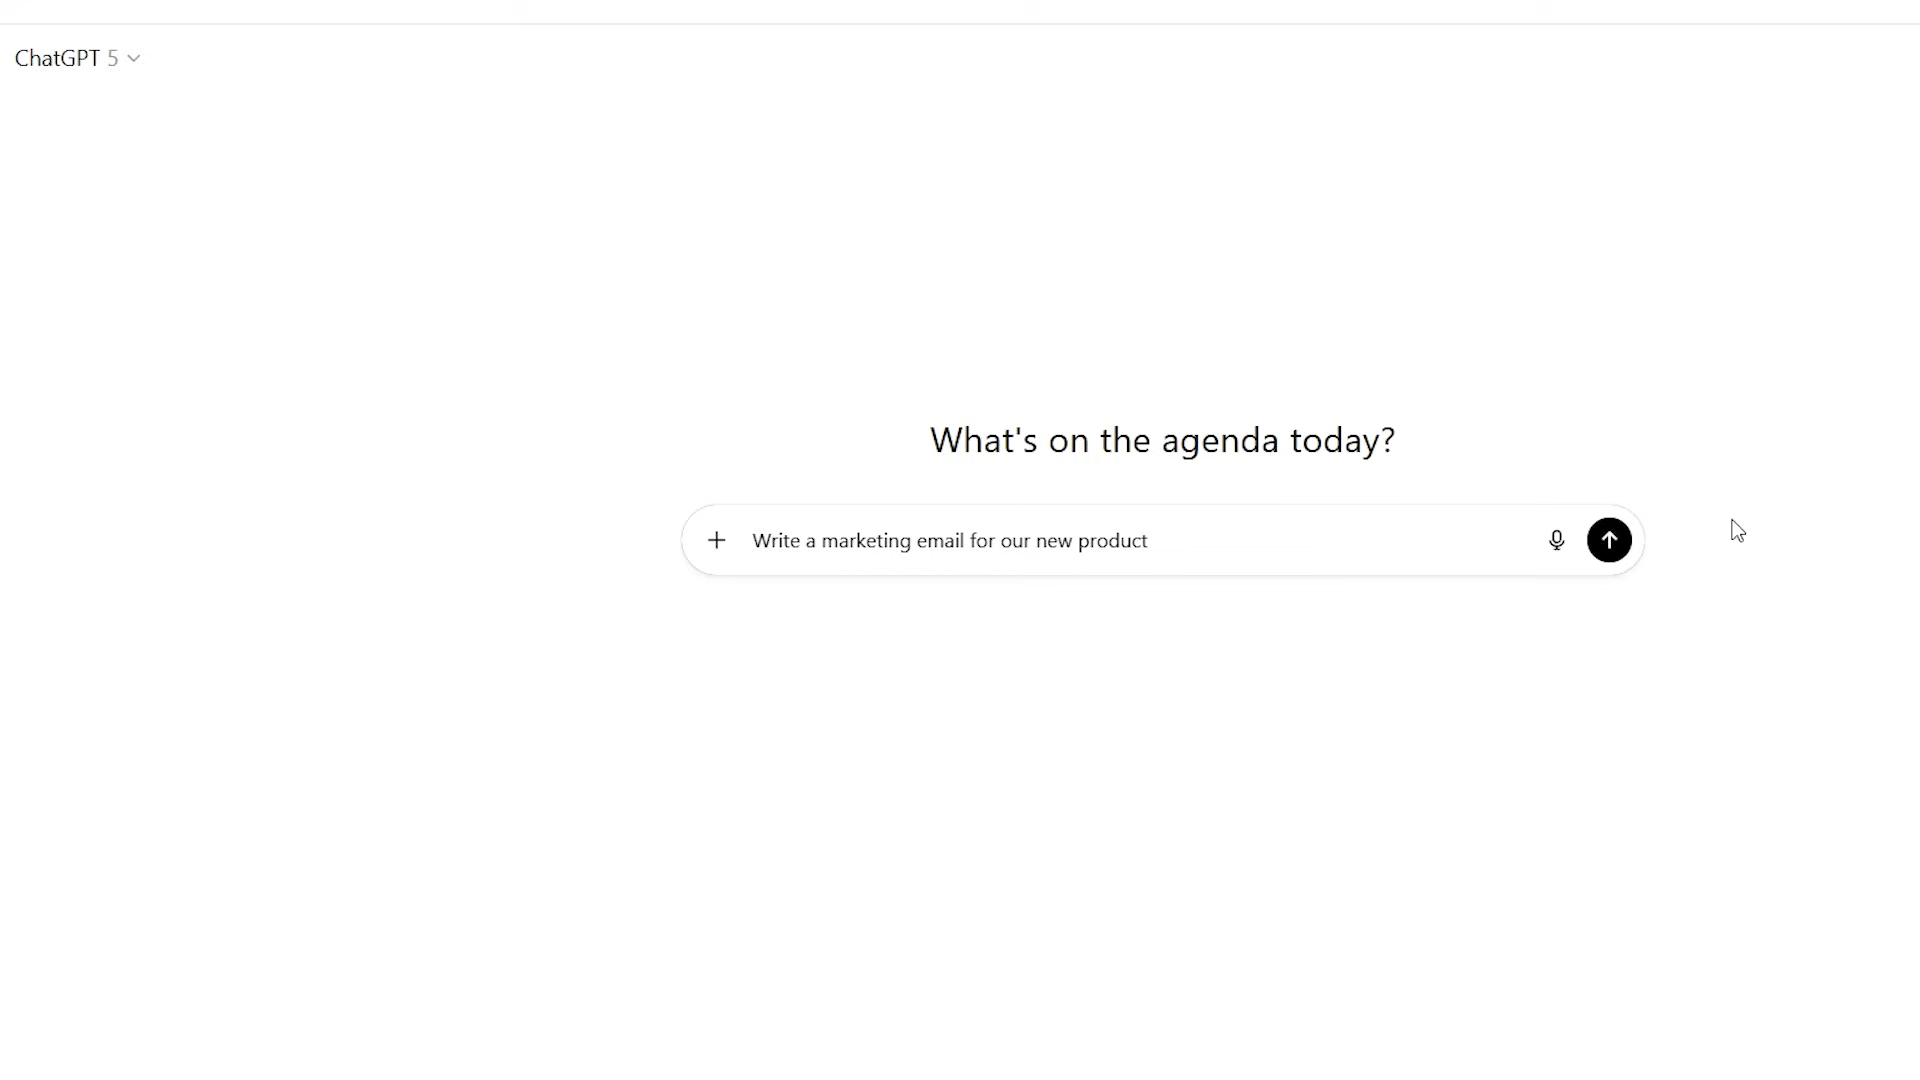 ChatGPT 5
What's on the agenda today?
Write a marketing email for our new product